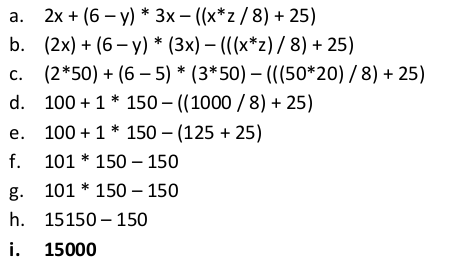 a. 2x + (6 – y) * 3x – ((x*z / 8) + 25)
b. (2x) + (6 – y) * (3x) – (((x*z) / 8) + 25)
c. (2*50) + (6 – 5) * (3*50) – (((50*20) / 8) + 25)
d. 100 + 1 * 150 – ((1000 / 8) + 25)
e. 100 + 1 * 150 – (125 + 25)
f. 101 * 150 – 150
g. 101 * 150 – 150
h. 15150 – 150
i. 15000